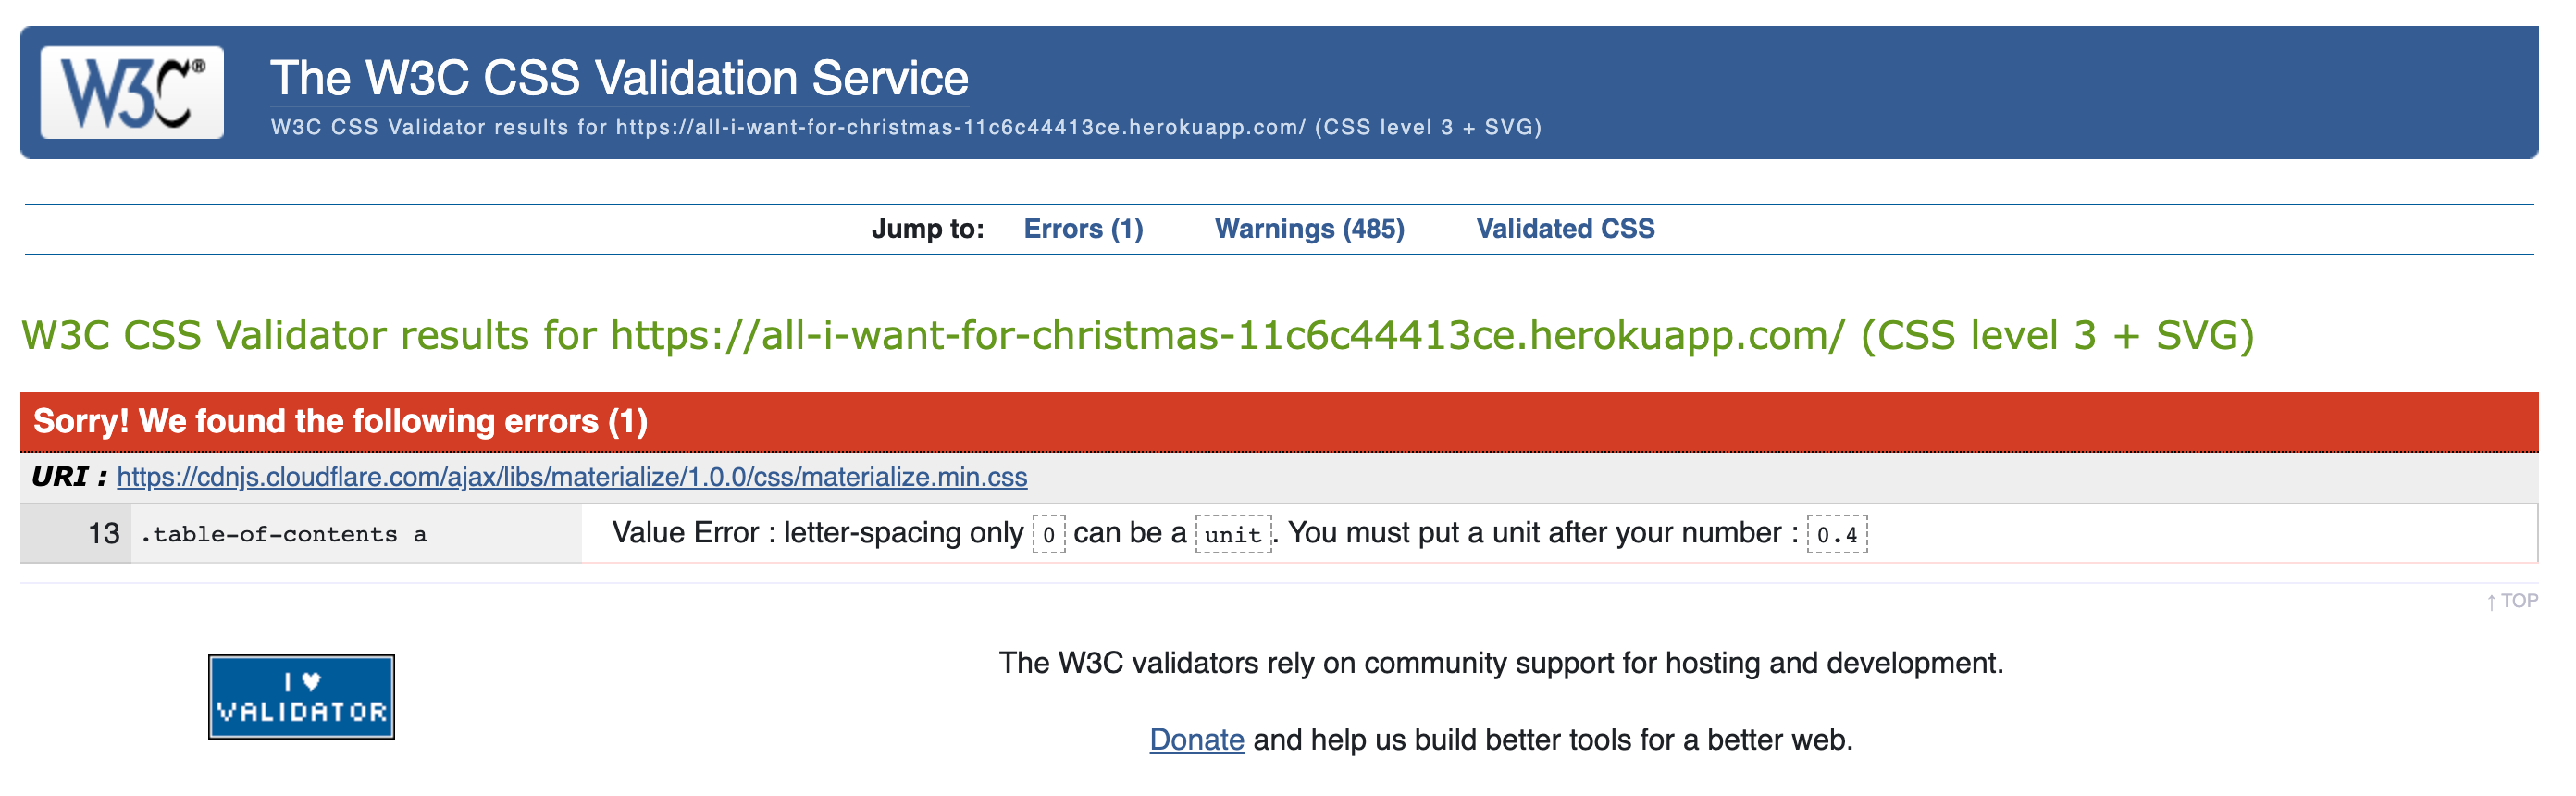 W3C®
The W3C CSS Validation Service
W3C CSS Validator results for https://all-i-want-for-christmas-11c6c44413ce.herokuapp.com/ (CSS level 3 + SVG)
Jump to: Errors (1) Warnings (485) Validated CSS
W3C CSS Validator results for https://all-i-want-for-christmas-11c6c44413ce.herokuapp.com/ (CSS level 3 + SVG)
Sorry! We found the following errors (1)
URI : https://cdnjs.cloudflare.com/ajax/libs/materialize/1.0.0/css/materialize.min.css
13 .table-of-contents a Value Error : letter-spacing only 0 can be a unit. You must put a unit after your number : 0.4
↑ TOP
I ♥
VALIDATOR
The W3C validators rely on community support for hosting and development.
Donate and help us build better tools for a better web.